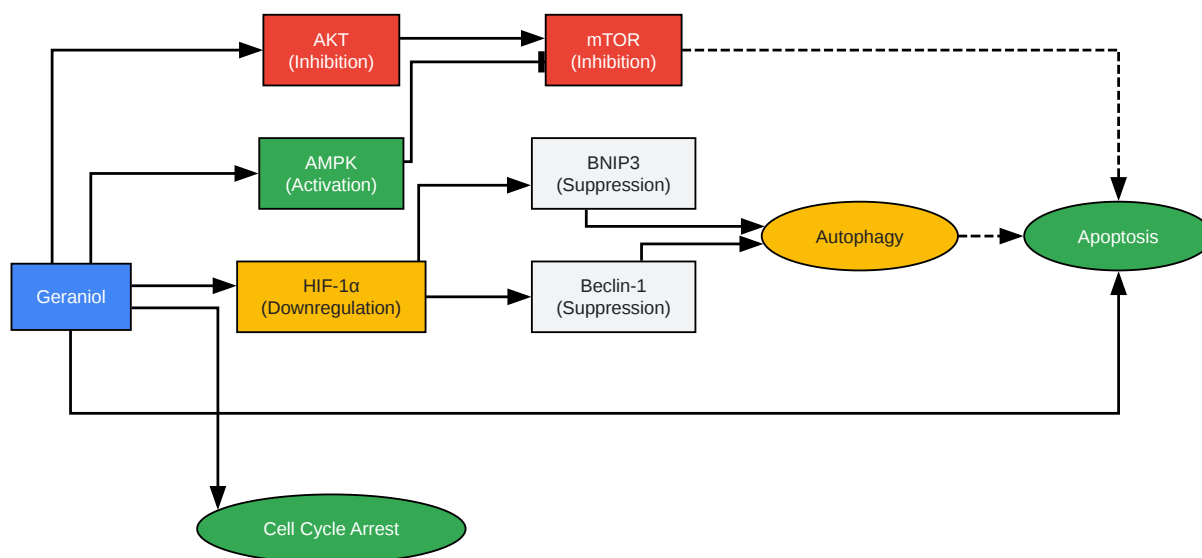 AKT
(Inhibition)
mTOR
(Inhibition)
AMPK
(Activation)
BNIP3
(Suppression)
Autophagy
Apoptosis
Geraniol
HIF-1α
(Downregulation)
Beclin-1
(Suppression)
Cell Cycle Arrest